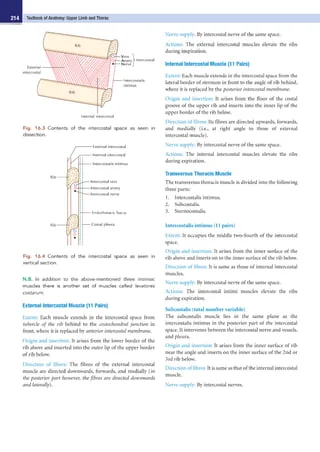 214 Textbook of Anatomy: Upper Limb and Thorax
Rib
Vein
Artery
Nerve
Intercostal
External
intercostal
Intercostalis
intimus
Rib
Internal intercostal
Fig. 16.3 Contents of the intercostal space as seen in
dissection.
External intercostal
Internal intercostal
Intercostalis intimus
Rib
Intercostal vein
Intercostal artery
Intercostal nerve
Endothoracic fascia
Rib
Costal pleura
Fig. 16.4 Contents of the intercostal space as seen in
vertical section.
N.B. In addition to the above-mentioned three intrinsic
muscles there is another set of muscles called levatores
costarum.
External Intercostal Muscle (11 Pairs)
Extent: Each muscle extends in the intercostal space from
tubercle of the rib behind to the costochondral junction in
front, where it is replaced by anterior intercostal membrane.
Origin and insertion: It arises from the lower border of the
rib above and inserted into the outer lip of the upper border
of rib below.
Direction of fibres: The fibres of the external intercostal
muscle are directed downwards, forwards, and medially (in
the posterior part however, the fibres are directed downwards
and laterally).
Nerve supply: By intercostal nerve of the same space.
Actions: The external intercostal muscles elevate the ribs
during inspiration.
Internal Intercostal Muscle (11 Pairs)
Extent: Each muscle extends in the intercostal space from the
lateral border of sternum in front to the angle of rib behind,
where it is replaced by the posterior intercostal membrane.
Origin and insertion: It arises from the floor of the costal
groove of the upper rib and inserts into the inner lip of the
upper border of the rib below.
Direction of fibres: Its fibres are directed upwards, forwards,
and medially (i.e., at right angle to those of external
intercostal muscle).
Nerve supply: By intercostal nerve of the same space.
Actions: The internal intercostal muscles elevate the ribs
during expiration.
Transversus Thoracis Muscle
The transversus thoracis muscle is divided into the following
three parts:
1. Intercostalis intimus.
2. Subcostalis.
3. Sternocostalis.
Intercostalis intimus (11 pairs)
Extent: It occupies the middle two-fourth of the intercostal
space.
Origin and insertion: It arises from the inner surface of the
rib above and inserts on to the inner surface of the rib below.
Direction of fibres: It is same as those of internal intercostal
muscles.
Nerve supply: By intercostal nerve of the same space.
Actions: The intercostal intimi muscles elevate the ribs
during expiration.
Subcostalis (total number variable)
The subcostalis muscle lies in the same plane as the
intercostalis intimus in the posterior part of the intercostal
space. It intervenes between the intercostal nerve and vessels,
and pleura.
Origin and insertion: It arises from the inner surface of rib
near the angle and inserts on the inner surface of the 2nd or
3rd rib below.
Direction of fibres: It is same as that of the internal intercostal
muscle.
Nerve supply: By intercostal nerves.